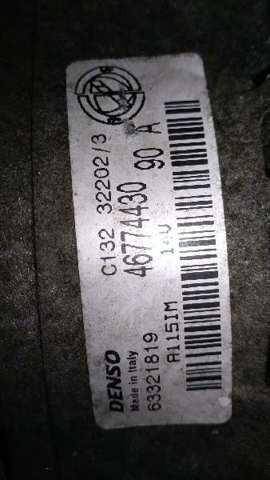 C132 32202/3
46774430 90 A
14V
DENSO
Made in Italy
A115IM
63321819